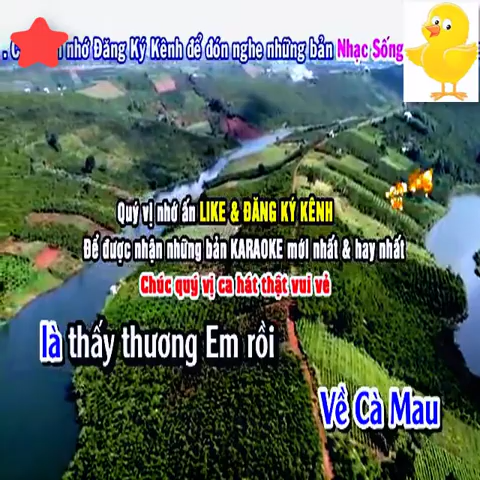 nhớ Đăng Ký Kênh để đón nghe những bản Nhạc Sống
Quý vị nhớ ấn LIKE & ĐĂNG KÝ KÊNH
Để được nhận những bản KARAOKE mới nhất & hay nhất
Chúc quý vị ca hát thật vui vẻ
là thấy thương Em rồi
Về Cà Mau